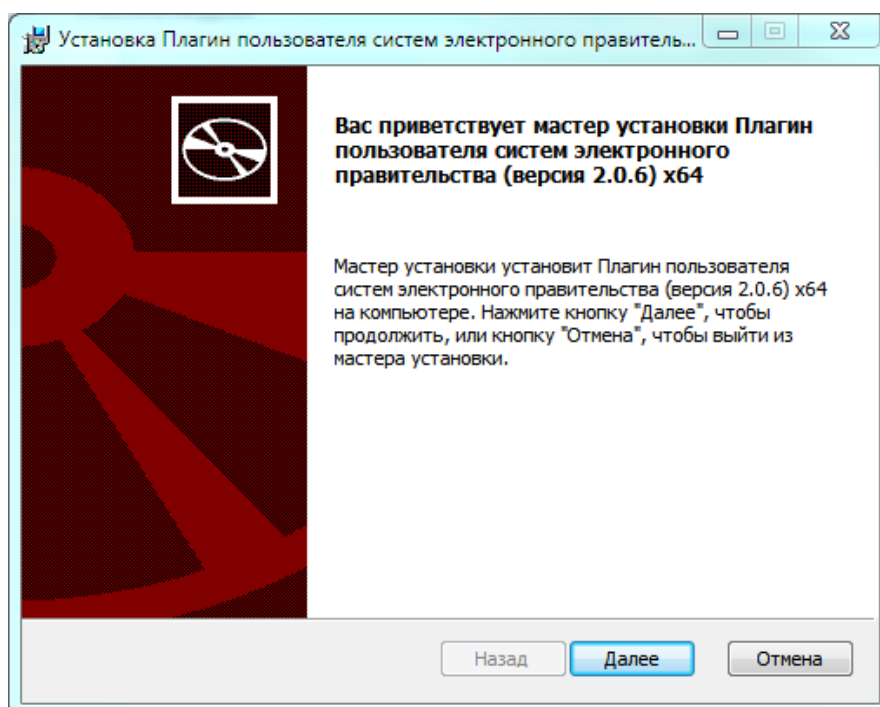 Установка Плагин пользователя систем электронного правитель...
Вас приветствует мастер установки Плагин
пользователя систем электронного
правительства (версия 2.0.6) x64
Мастер установки установит Плагин пользователя
систем электронного правительства (версия 2.0.6) x64
на компьютере. Нажмите кнопку "Далее", чтобы
продолжить, или кнопку "Отмена", чтобы выйти из
мастера установки.
Назад Далее Отмена